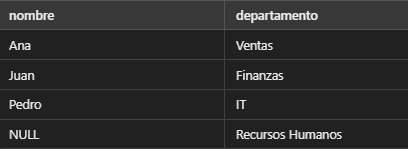 nombre departamento
Ana Ventas
Juan Finanzas
Pedro IT
NULL Recursos Humanos